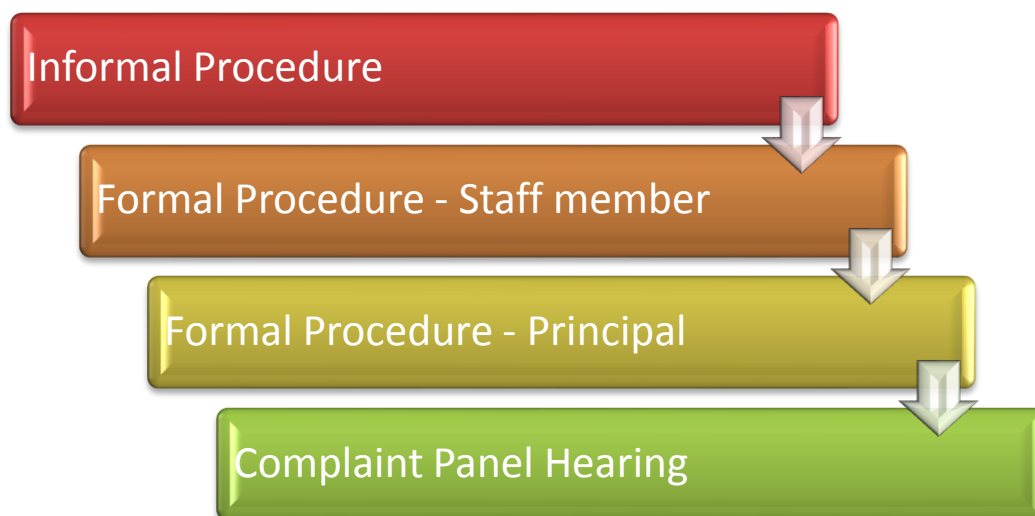 Informal Procedure
Formal Procedure - Staff member
Formal Procedure - Principal
Complaint Panel Hearing